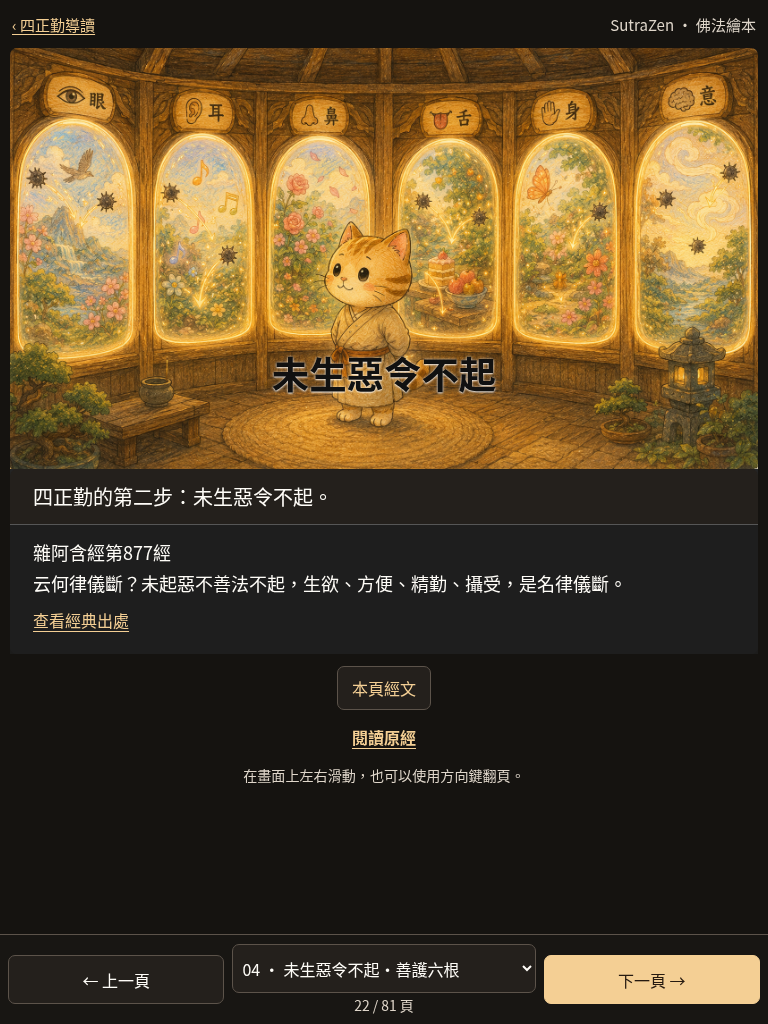 ‹ 四正勤導讀
SutraZen · 佛法繪本
眼
耳
鼻
舌
身
意
未生惡令不起
四正勤的第二步：未生惡令不起。
雜阿含經第877經
云何律儀斷？未起惡不善法不起，生欲、方便、精勤、攝受，是名律儀斷。
查看經典出處
本頁經文
閱讀原經
在畫面上左右滑動，也可以使用方向鍵翻頁。
← 上一頁
04 · 未生惡令不起·善護六根
下一頁 →
22 / 81 頁